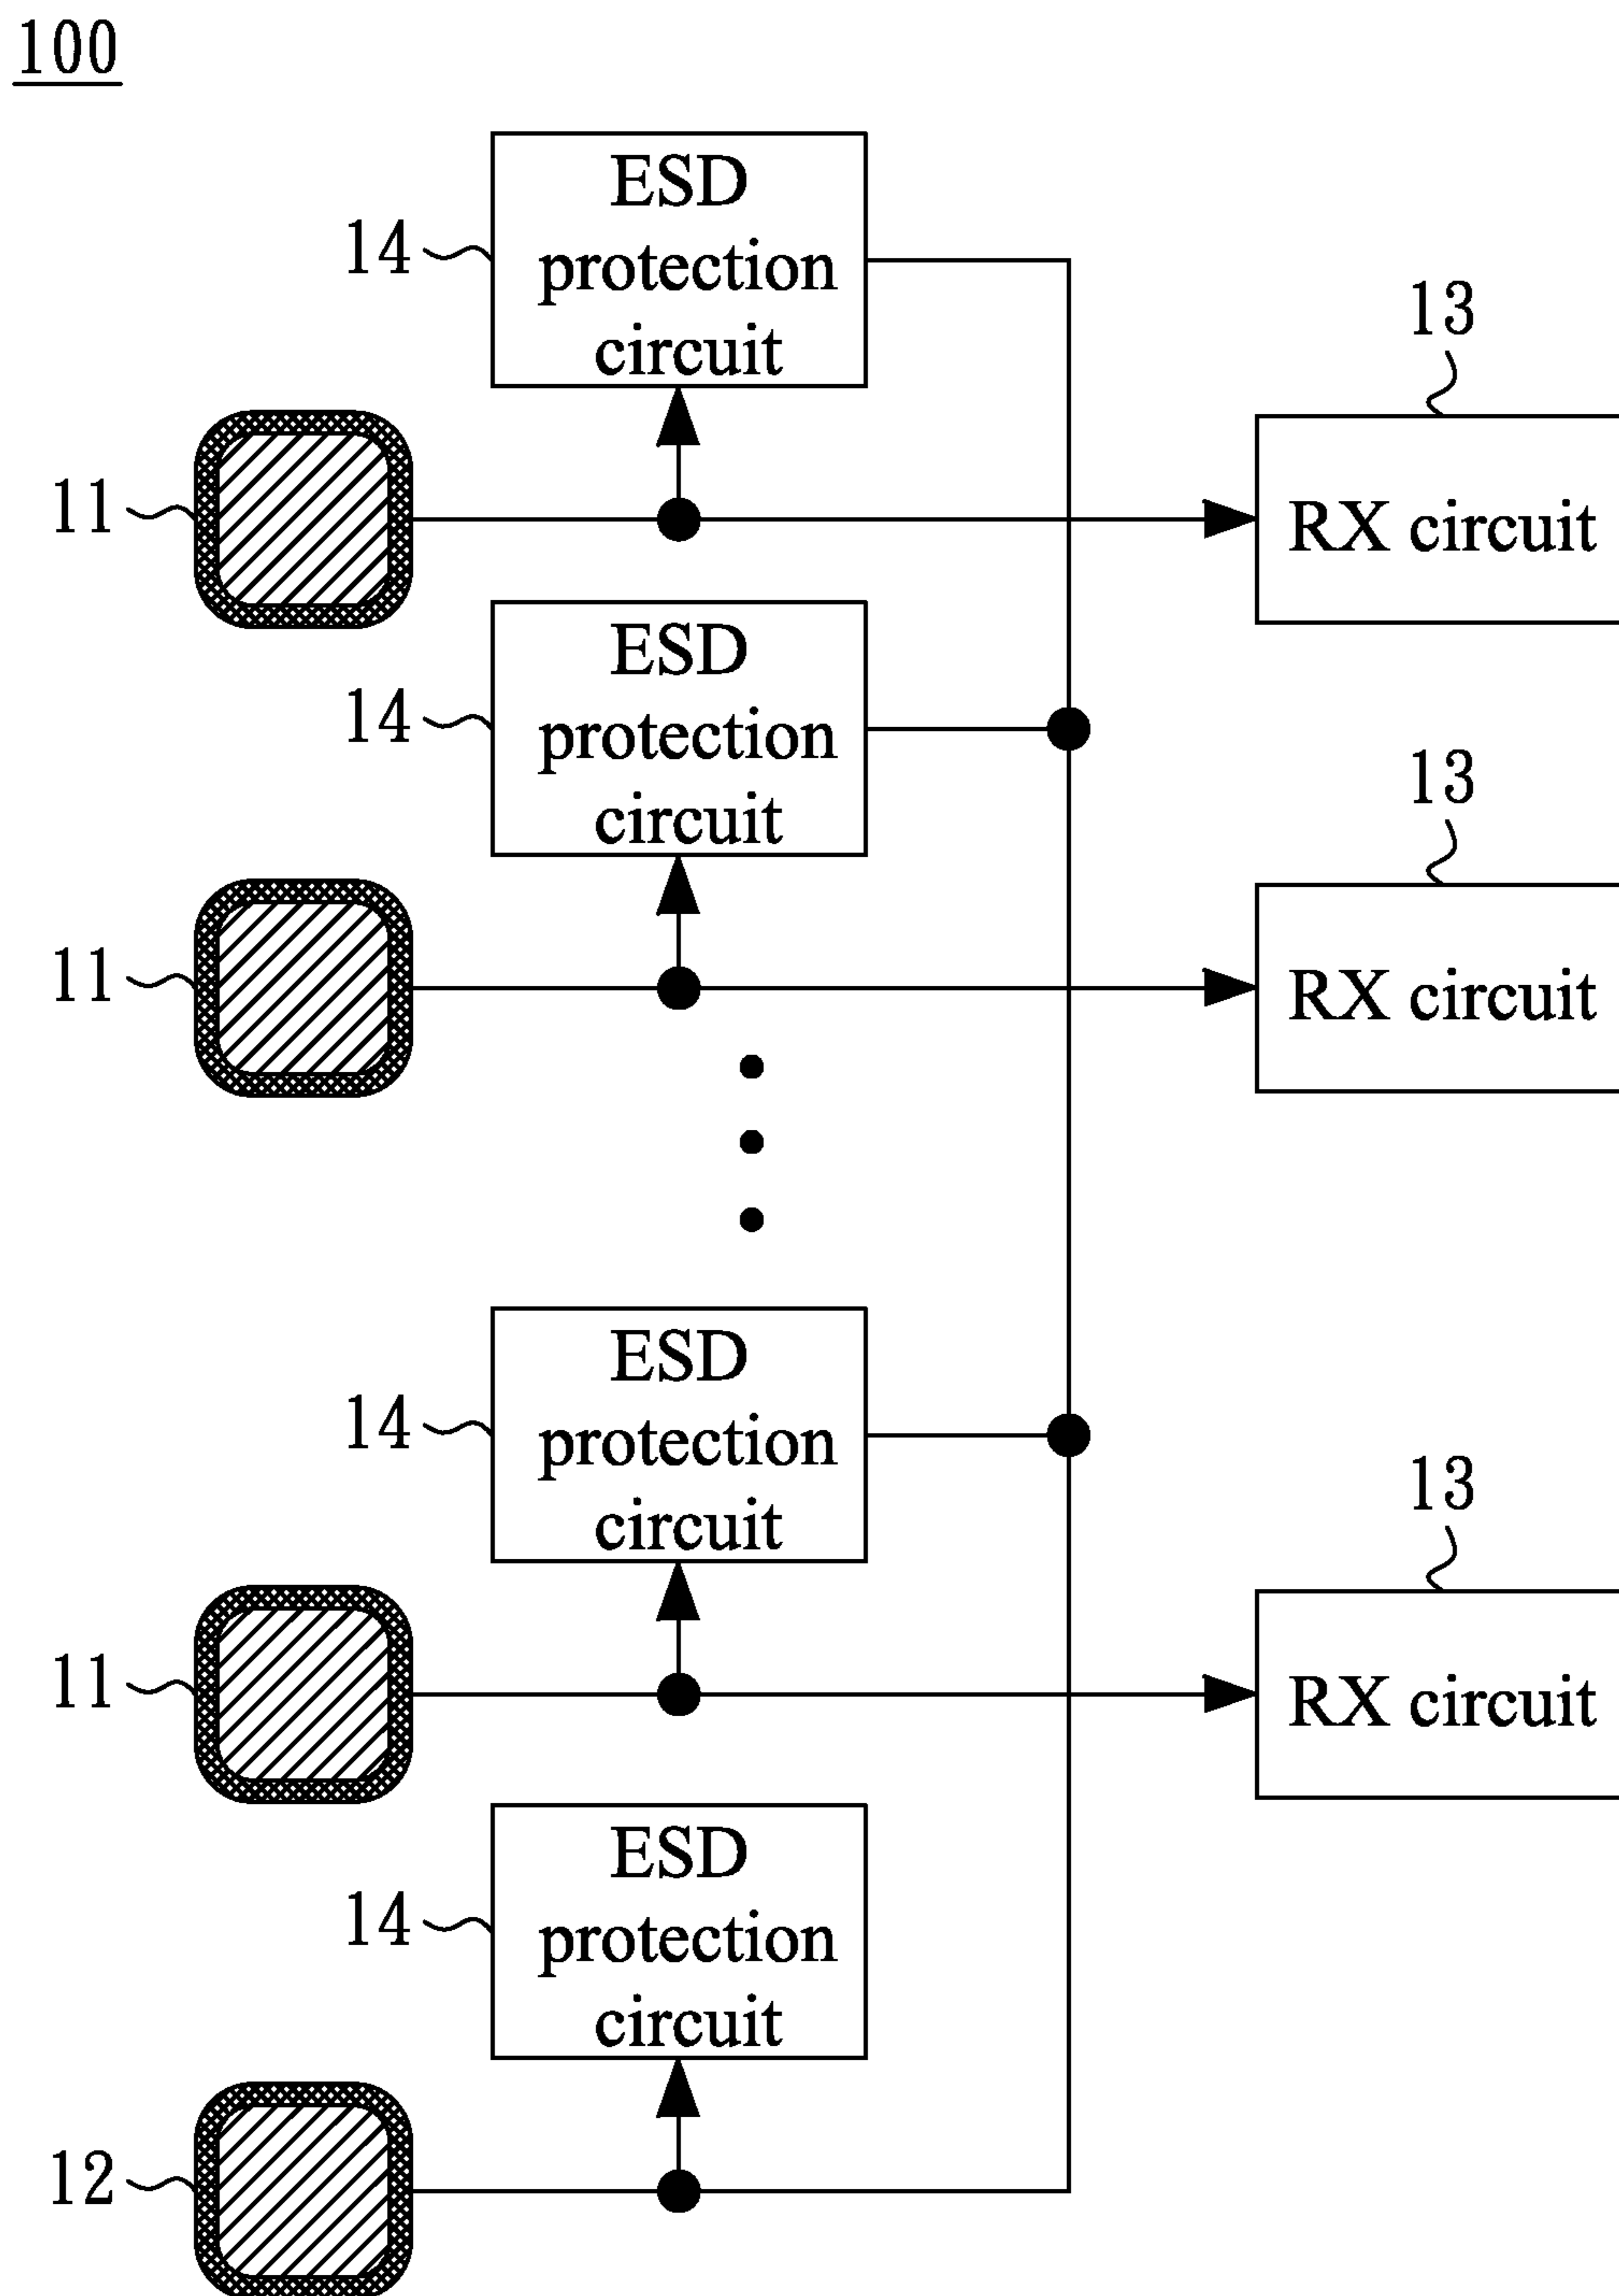 100
ESD
14
protection
circuit
13
11
RX circuit
ESD
14
protection
circuit
13
11
RX circuit
ESD
14
protection
circuit
13
11
RX circuit
ESD
14
protection
circuit
12